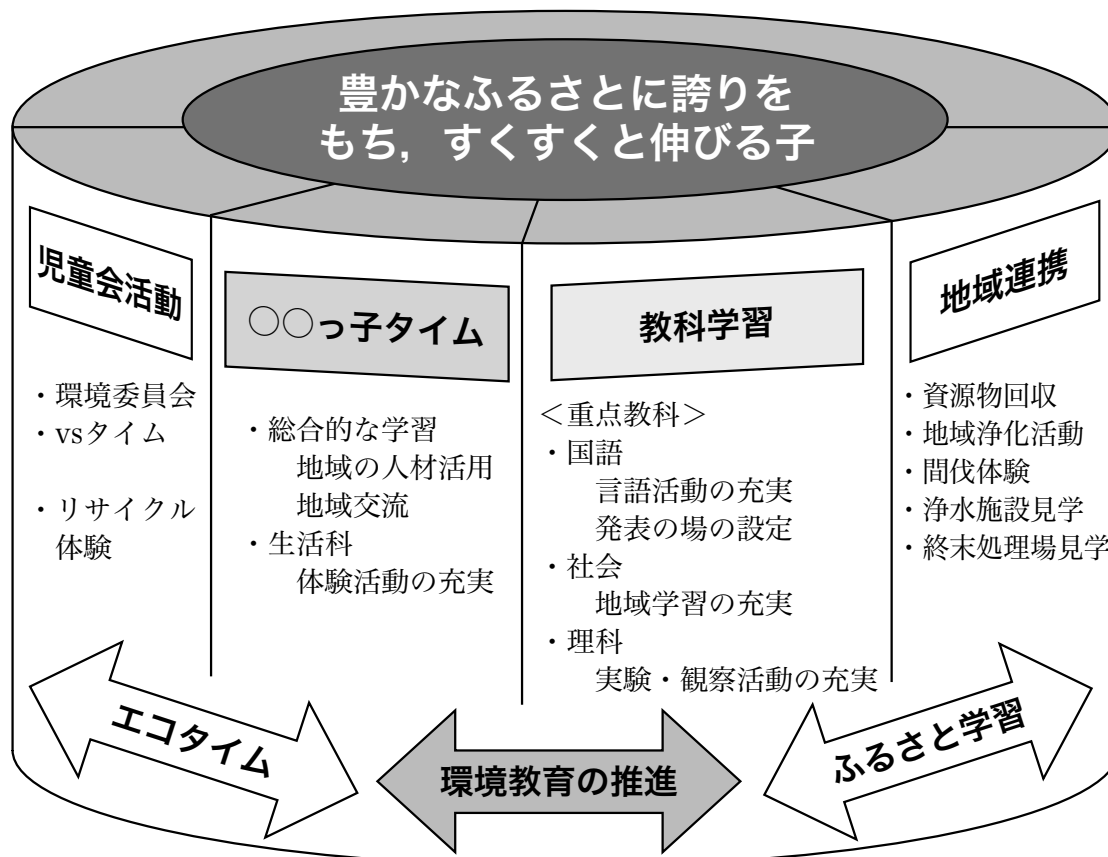 豊かなふるさとに誇りを
もち，すくすくと伸びる子
児童会活動
・環境委員会
・vsタイム
・リサイクル
体験
○○っ子タイム
・総合的な学習
地域の人材活用
地域交流
・生活科
体験活動の充実
教科学習
＜重点教科＞
・国語
言語活動の充実
発表の場の設定
・社会
地域学習の充実
・理科
実験・観察活動の充実
地域連携
・資源物回収
・地域浄化活動
・間伐体験
・浄水施設見学
・終末処理場見学
エコタイム
環境教育の推進
ふるさと学習